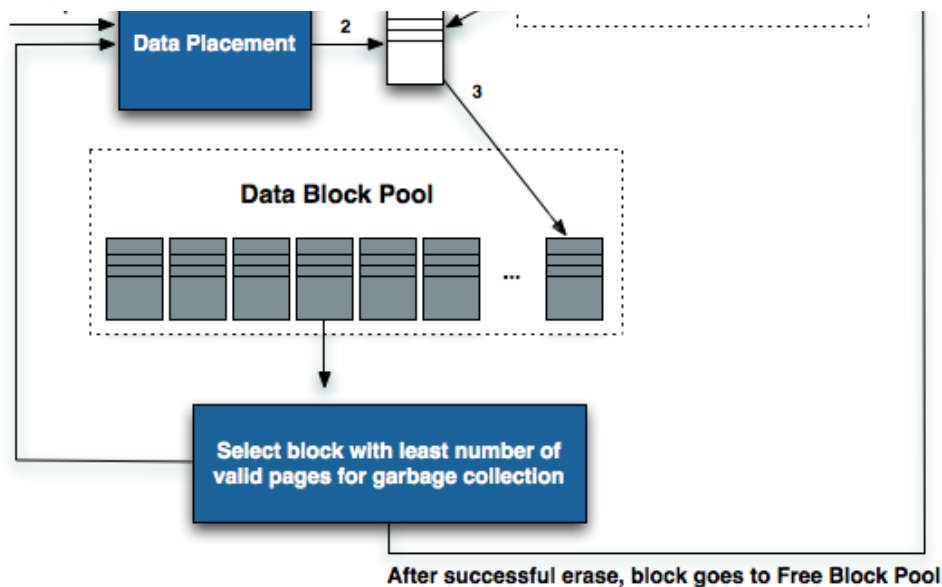 Data Placement
2
3
Data Block Pool
...
Select block with least number of
valid pages for garbage collection
After successful erase, block goes to Free Block Pool